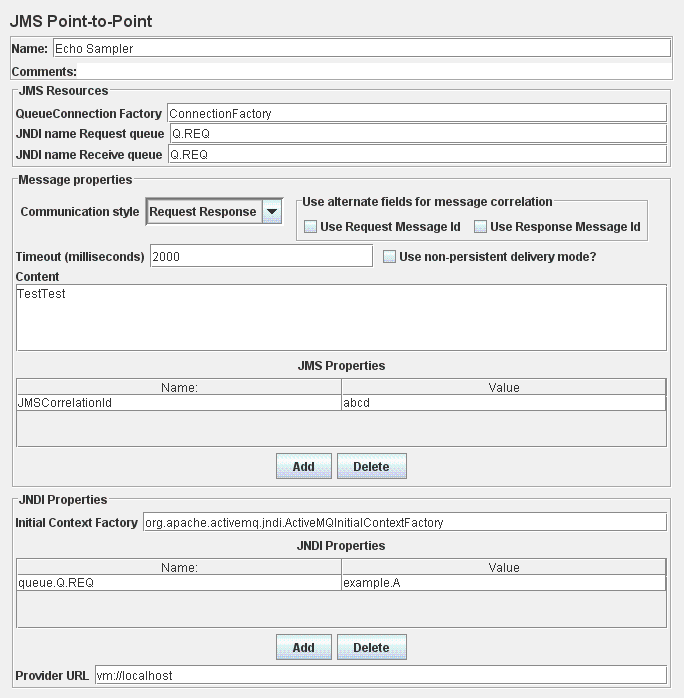 JMS Point-to-Point
Name: Echo Sampler
Comments:
JMS Resources
QueueConnection Factory ConnectionFactory
JNDI name Request queue Q.REQ
JNDI name Receive queue Q.REQ
Message properties
Communication style Request Response
Use alternate fields for message correlation
Use Request Message Id Use Response Message Id
Timeout (milliseconds) 2000 Use non-persistent delivery mode?
Content
TestTest
JMS Properties
Name: Value
JMSCorrelationId abcd
Add Delete
JNDI Properties
Initial Context Factory org.apache.activemq.jndi.ActiveMQInitialContextFactory
JNDI Properties
Name: Value
queue.Q.REQ example.A
Add Delete
Provider URL vm://localhost